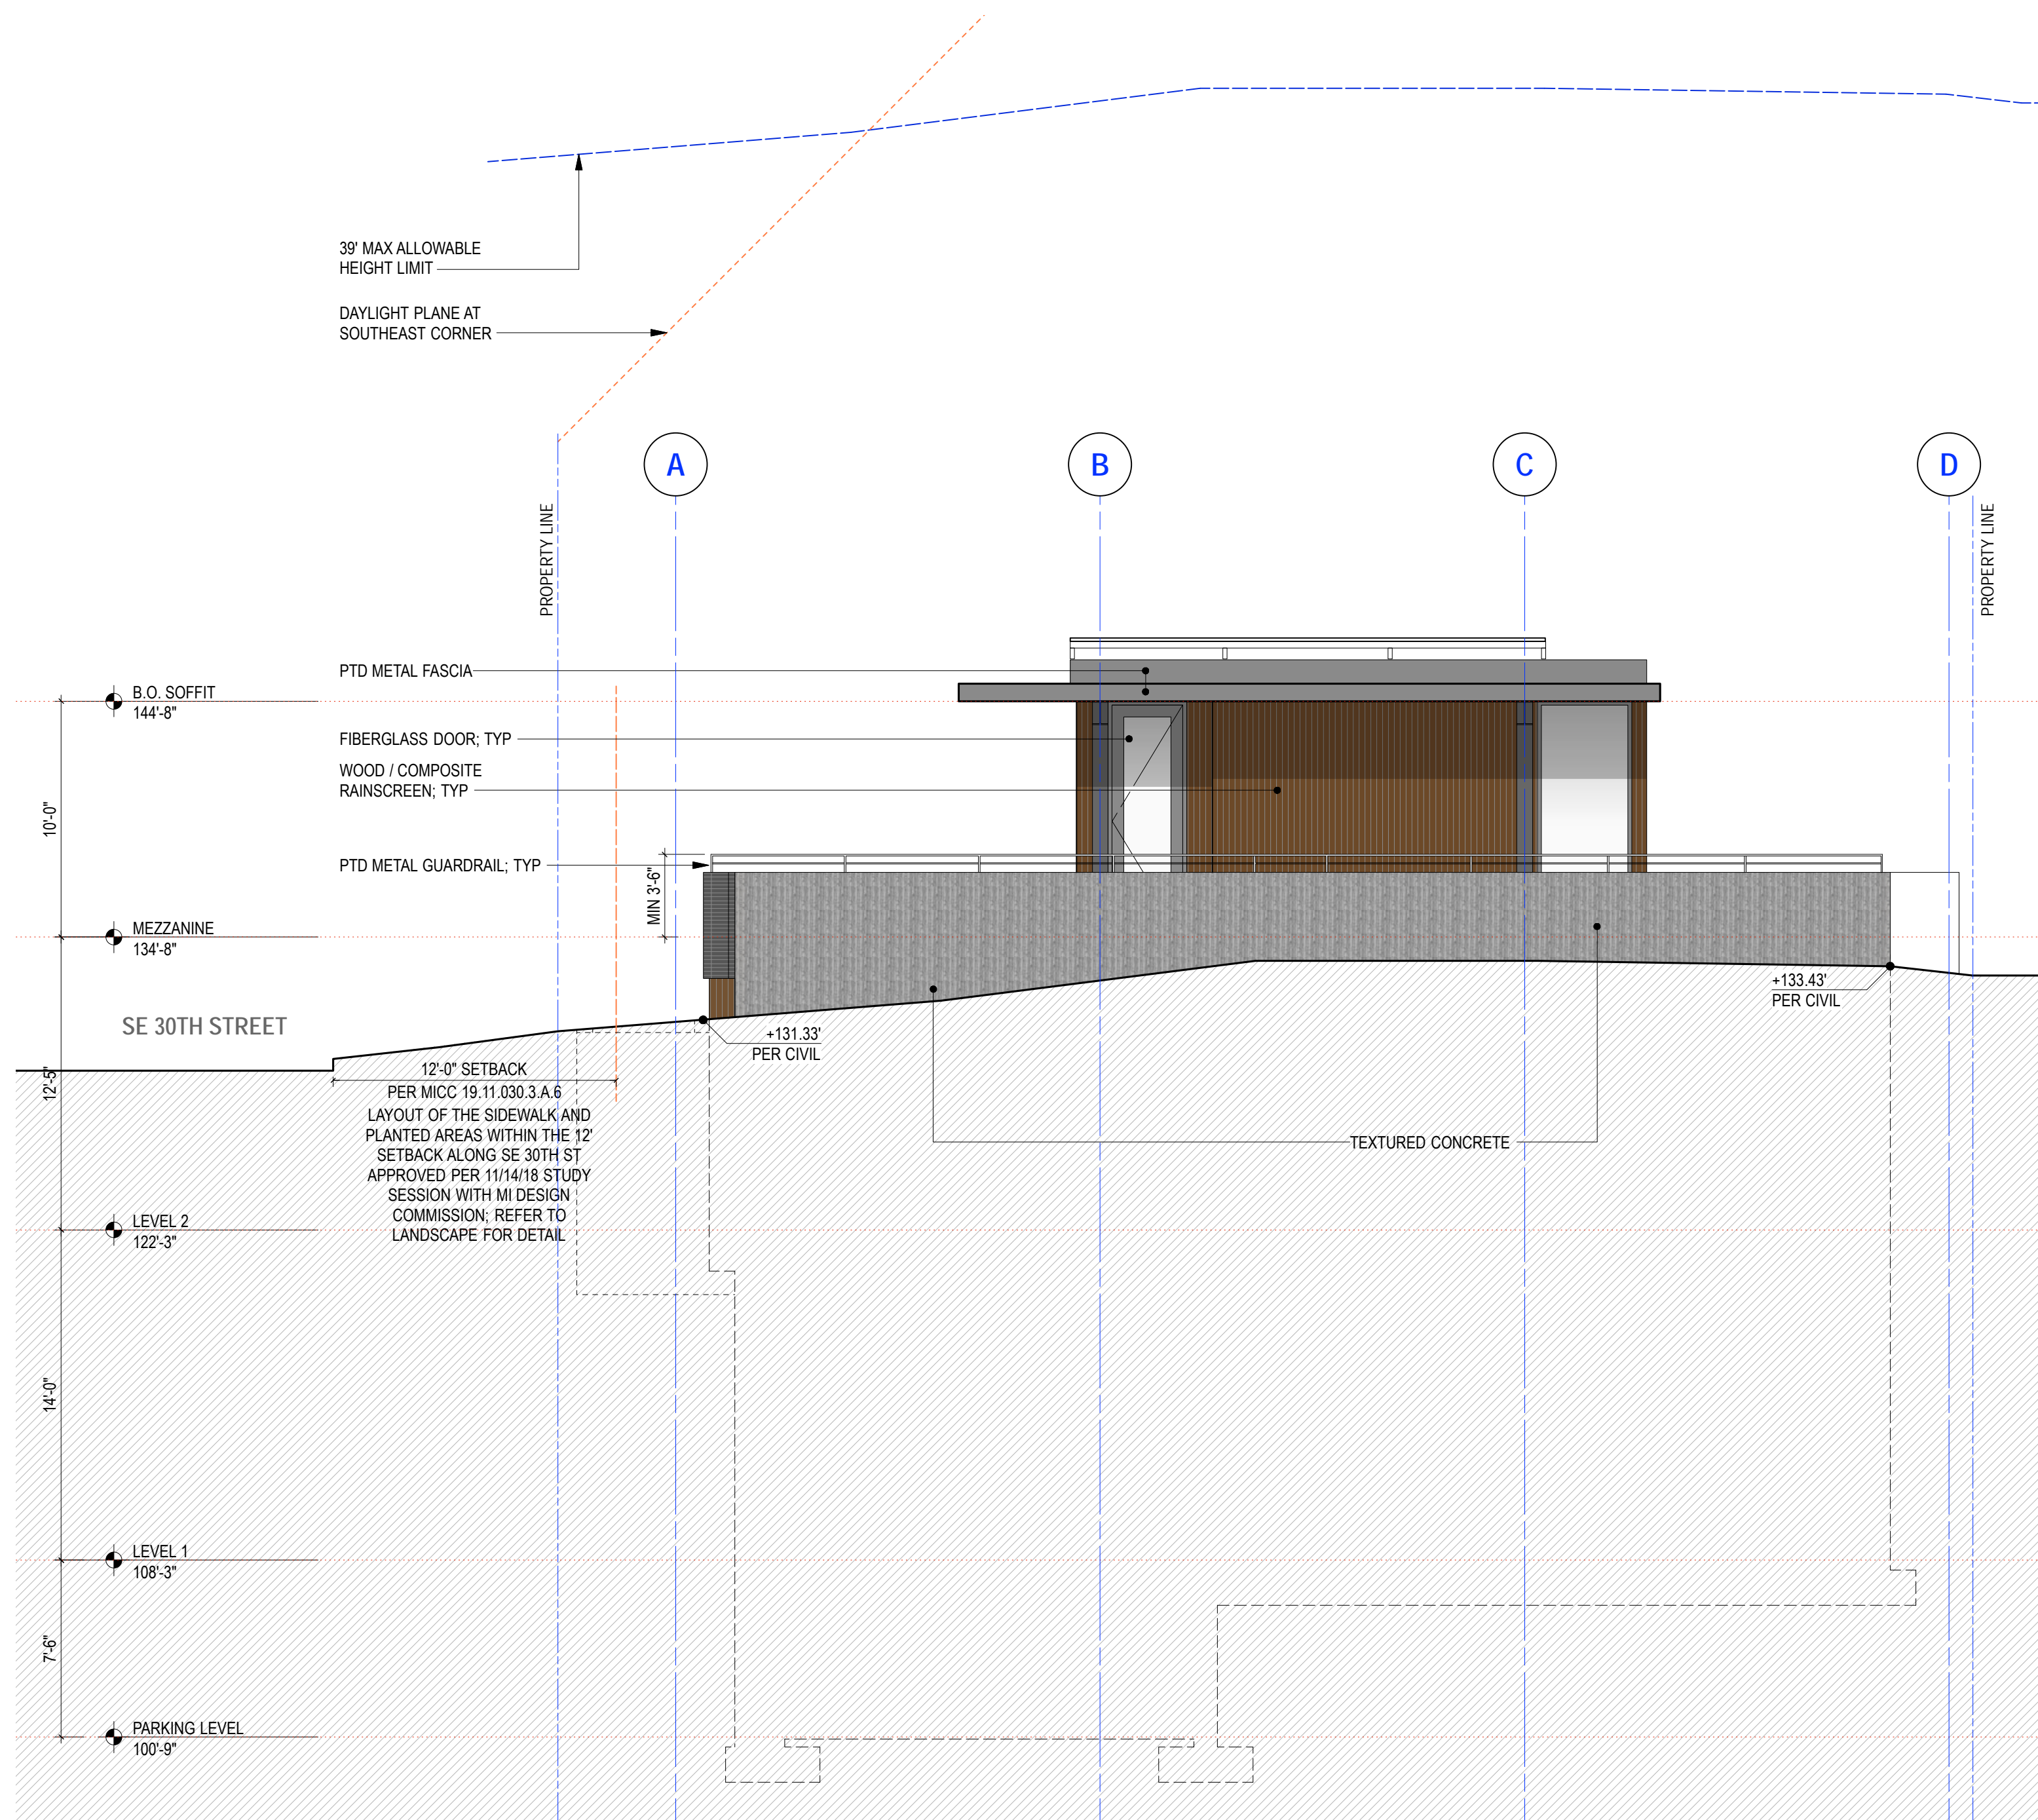 39' MAX ALLOWABLE
HEIGHT LIMIT
DAYLIGHT PLANE AT
SOUTHEAST CORNER
A
B
C
D
PROPERTY LINE
PROPERTY LINE
PTD METAL FASCIA
B.O. SOFFIT
144'-8"
FIBERGLASS DOOR; TYP
WOOD / COMPOSITE
RAINSCREEN; TYP
10'-0"
PTD METAL GUARDRAIL; TYP
MIN 3'-6"
MEZZANINE
134'-8"
+133.43'
PER CIVIL
SE 30TH STREET
+131.33'
PER CIVIL
12'-5"
12'-0" SETBACK
PER MICC 19.11.030.3.A.6
LAYOUT OF THE SIDEWALK AND
PLANTED AREAS WITHIN THE 12'
SETBACK ALONG SE 30TH ST
APPROVED PER 11/14/18 STUDY
SESSION WITH MI DESIGN
COMMISSION; REFER TO
LANDSCAPE FOR DETAIL
TEXTURED CONCRETE
LEVEL 2
122'-3"
14'-0"
LEVEL 1
108'-3"
7'-6"
PARKING LEVEL
100'-9"